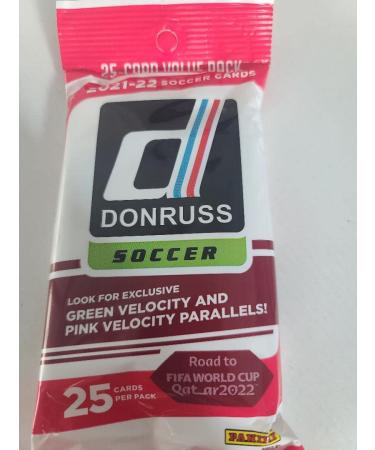 25-CARD VALUE PACK
2021-22 SOCCER CARDS
d
DONRUSS
SOCCER
LOOK FOR EXCLUSIVE
GREEN VELOCITY AND
PINK VELOCITY PARALLELS!
25 CARDS
PER PACK
Road to
FIFA WORLD CUP
Qatar2022
PANINI